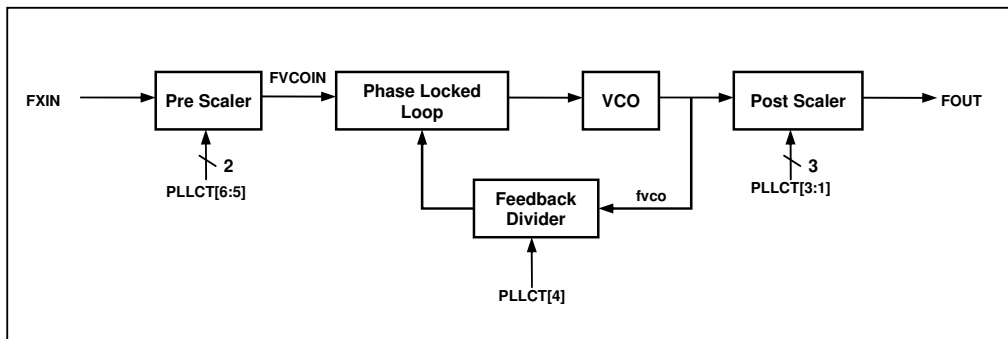 FXIN
Pre Scaler
FVCOIN
Phase Locked
Loop
VCO
Post Scaler
FOUT
2
PLLCT[6:5]
3
PLLCT[3:1]
Feedback
Divider
fvco
PLLCT[4]